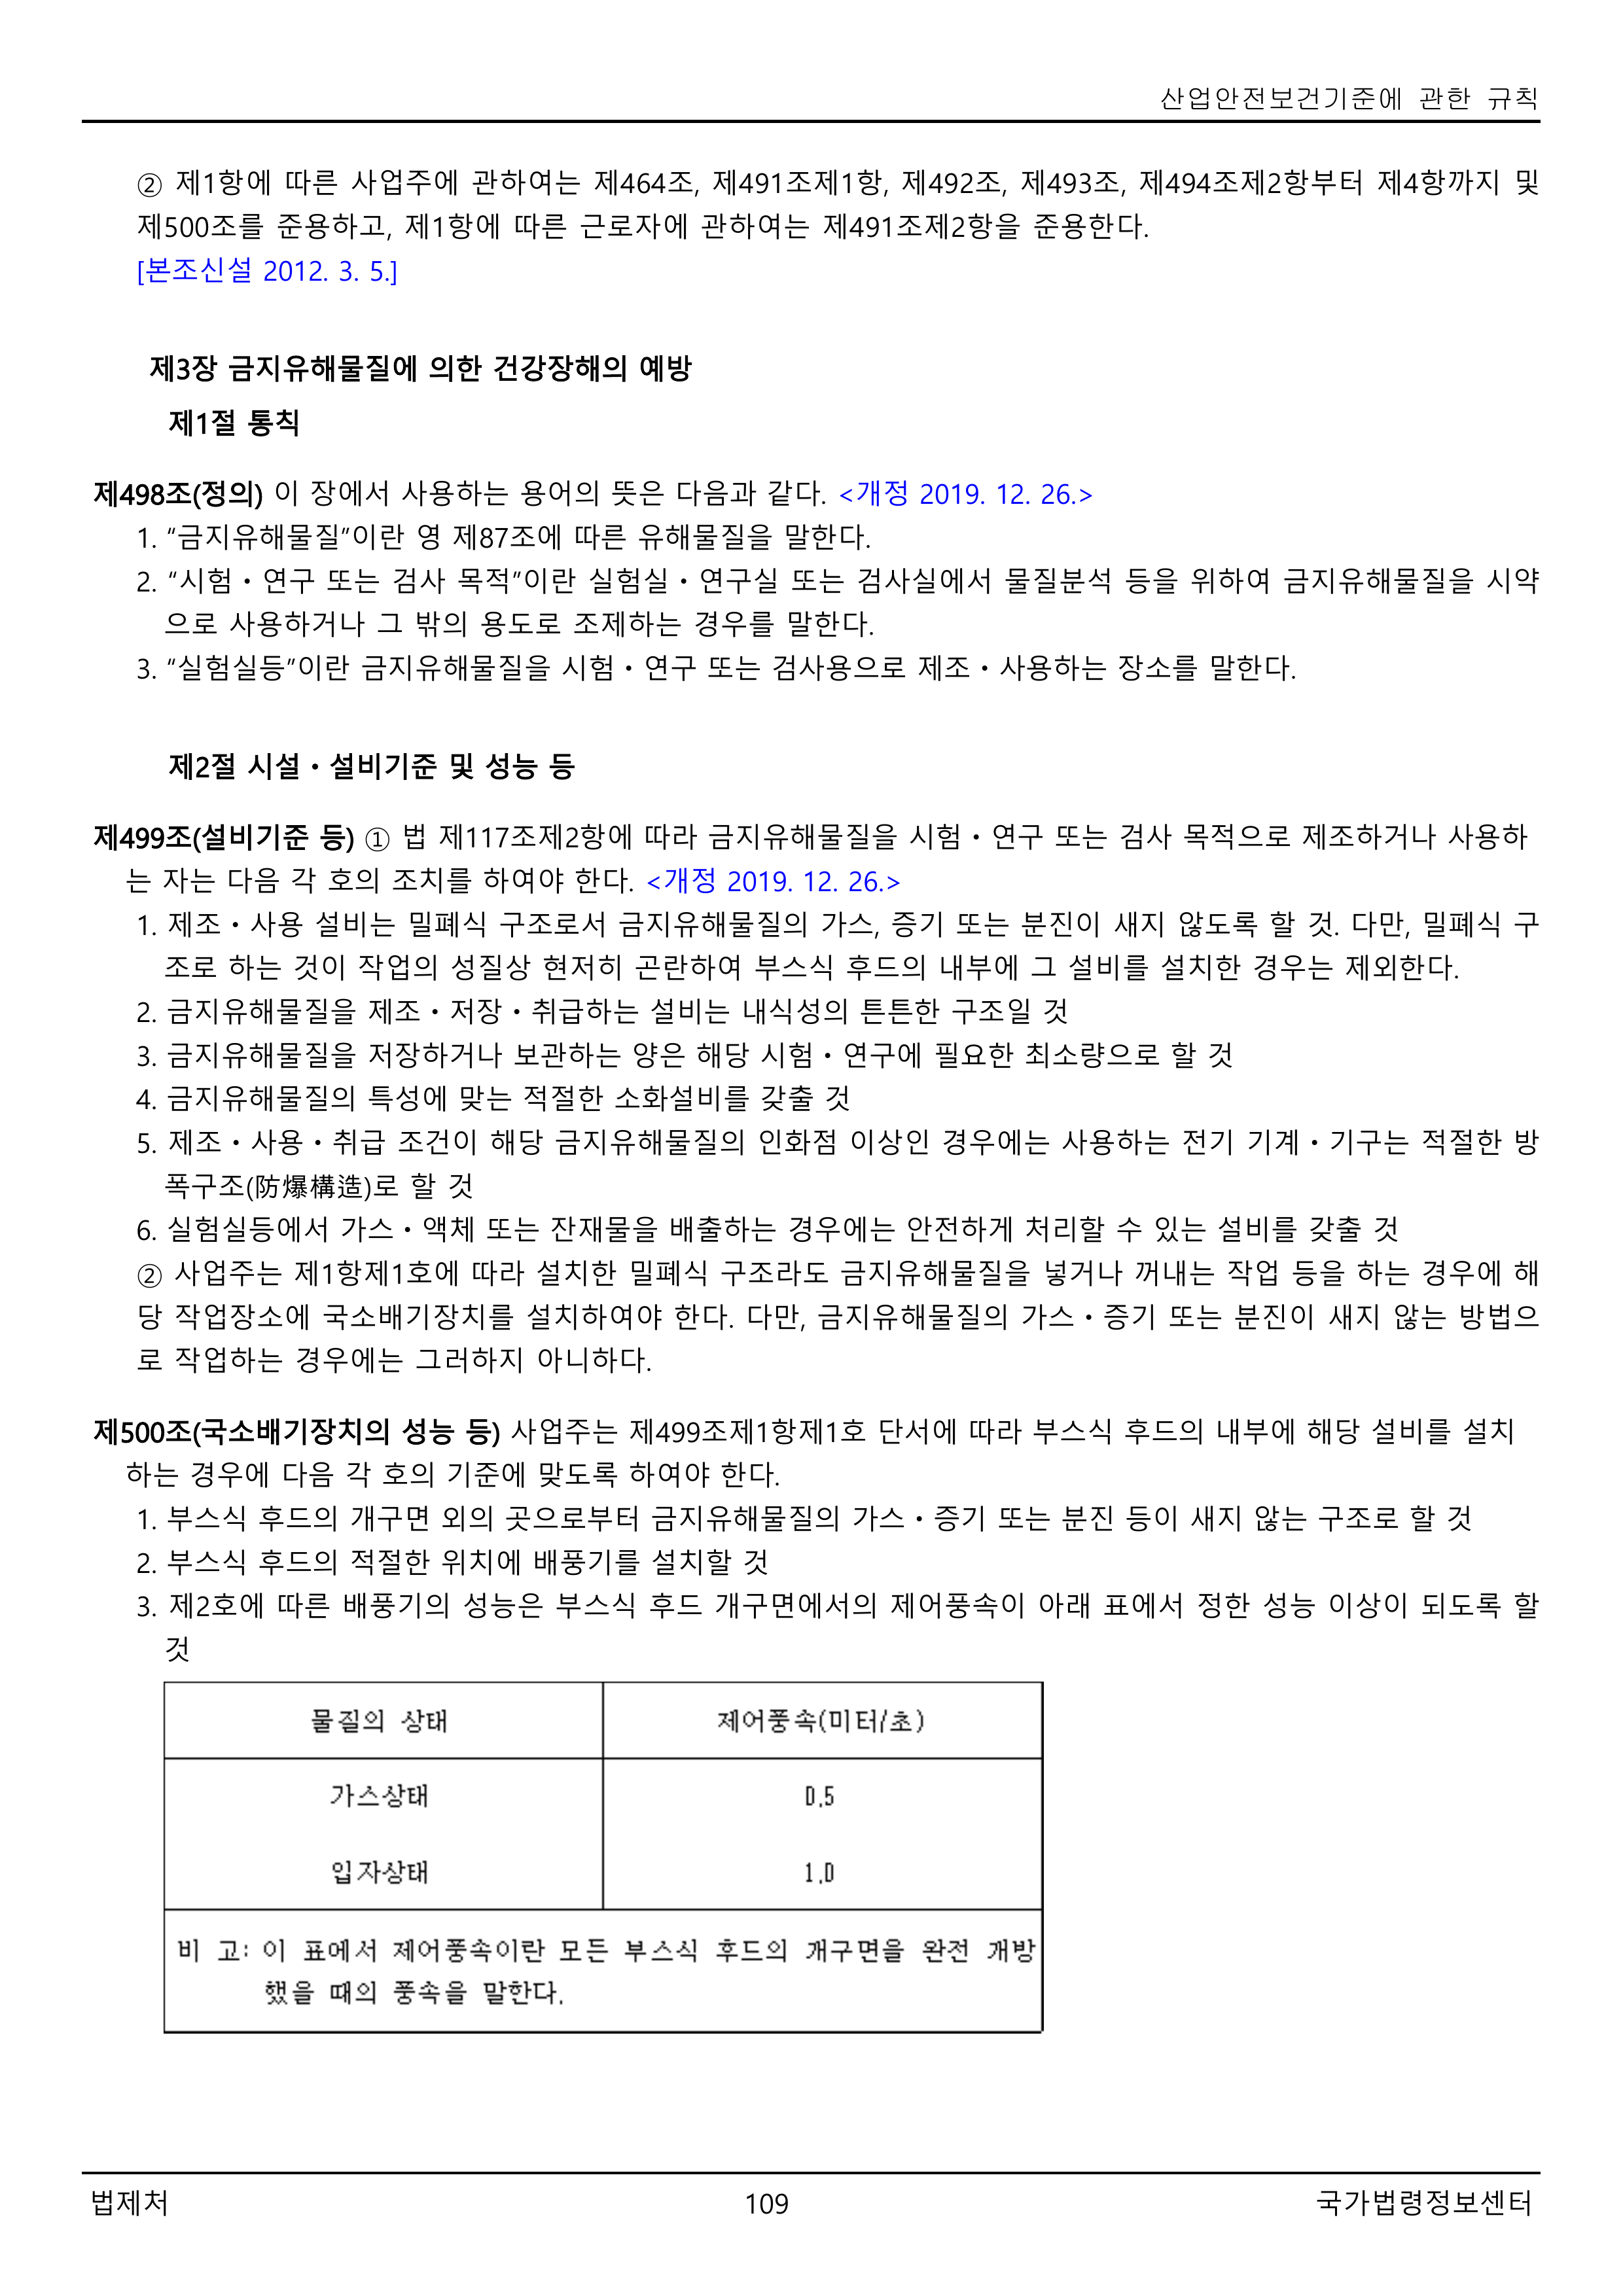 산업안전보건기준에 관한 규칙
② 제1항에 따른 사업주에 관하여는 제464조, 제491조제1항, 제492조, 제493조, 제494조제2항부터 제4항까지 및
제500조를 준용하고, 제1항에 따른 근로자에 관하여는 제491조제2항을 준용한다.
[본조신설 2012. 3. 5.]
제3장 금지유해물질에 의한 건강장해의 예방
제1절 통칙
제498조(정의) 이 장에서 사용하는 용어의 뜻은 다음과 같다. <개정 2019. 12. 26.>
1. “금지유해물질”이란 영 제87조에 따른 유해물질을 말한다.
2. “시험ㆍ연구 또는 검사 목적”이란 실험실ㆍ연구실 또는 검사실에서 물질분석 등을 위하여 금지유해물질을 시약
으로 사용하거나 그 밖의 용도로 조제하는 경우를 말한다.
3. “실험실등”이란 금지유해물질을 시험ㆍ연구 또는 검사용으로 제조ㆍ사용하는 장소를 말한다.
제2절 시설ㆍ설비기준 및 성능 등
제499조(설비기준 등) ① 법 제117조제2항에 따라 금지유해물질을 시험ㆍ연구 또는 검사 목적으로 제조하거나 사용하
는 자는 다음 각 호의 조치를 하여야 한다. <개정 2019. 12. 26.>
1. 제조ㆍ사용 설비는 밀폐식 구조로서 금지유해물질의 가스, 증기 또는 분진이 새지 않도록 할 것. 다만, 밀폐식 구
조로 하는 것이 작업의 성질상 현저히 곤란하여 부스식 후드의 내부에 그 설비를 설치한 경우는 제외한다.
2. 금지유해물질을 제조ㆍ저장ㆍ취급하는 설비는 내식성의 튼튼한 구조일 것
3. 금지유해물질을 저장하거나 보관하는 양은 해당 시험ㆍ연구에 필요한 최소량으로 할 것
4. 금지유해물질의 특성에 맞는 적절한 소화설비를 갖출 것
5. 제조ㆍ사용ㆍ취급 조건이 해당 금지유해물질의 인화점 이상인 경우에는 사용하는 전기 기계ㆍ기구는 적절한 방
폭구조(防爆構造)로 할 것
6. 실험실등에서 가스ㆍ액체 또는 잔재물을 배출하는 경우에는 안전하게 처리할 수 있는 설비를 갖출 것
② 사업주는 제1항제1호에 따라 설치한 밀폐식 구조라도 금지유해물질을 넣거나 꺼내는 작업 등을 하는 경우에 해
당 작업장소에 국소배기장치를 설치하여야 한다. 다만, 금지유해물질의 가스ㆍ증기 또는 분진이 새지 않는 방법으
로 작업하는 경우에는 그러하지 아니하다.
제500조(국소배기장치의 성능 등) 사업주는 제499조제1항제1호 단서에 따라 부스식 후드의 내부에 해당 설비를 설치
하는 경우에 다음 각 호의 기준에 맞도록 하여야 한다.
1. 부스식 후드의 개구면 외의 곳으로부터 금지유해물질의 가스ㆍ증기 또는 분진 등이 새지 않는 구조로 할 것
2. 부스식 후드의 적절한 위치에 배풍기를 설치할 것
3. 제2호에 따른 배풍기의 성능은 부스식 후드 개구면에서의 제어풍속이 아래 표에서 정한 성능 이상이 되도록 할
것
물질의 상태 제어풍속(미터/초)
가스상태 0.5
입자상태 1.0
비 고: 이 표에서 제어풍속이란 모든 부스식 후드의 개구면을 완전 개방
했을 때의 풍속을 말한다.
법제처 109 국가법령정보센터